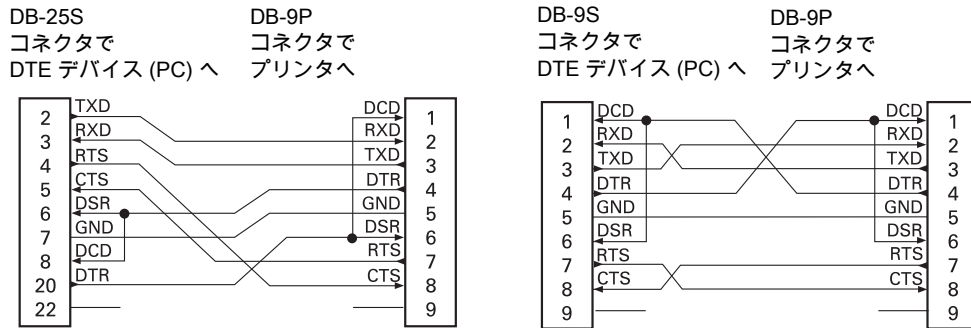 DB-25S
コネクタで
DTE デバイス (PC) へ
DB-9P
コネクタで
プリンタへ
2 TXD
3 RXD
4 RTS
5 CTS
6 DSR
7 GND
8 DCD
20 DTR
22
DCD 1
RXD 2
TXD 3
DTR 4
GND 5
DSR 6
RTS 7
CTS 8
9
DB-9S
コネクタで
DTE デバイス (PC) へ
DB-9P
コネクタで
プリンタへ
1 DCD
2 RXD
3 TXD
4 DTR
5 GND
6 DSR
7 RTS
8 CTS
9
DCD 1
RXD 2
TXD 3
DTR 4
GND 5
DSR 6
RTS 7
CTS 8
9